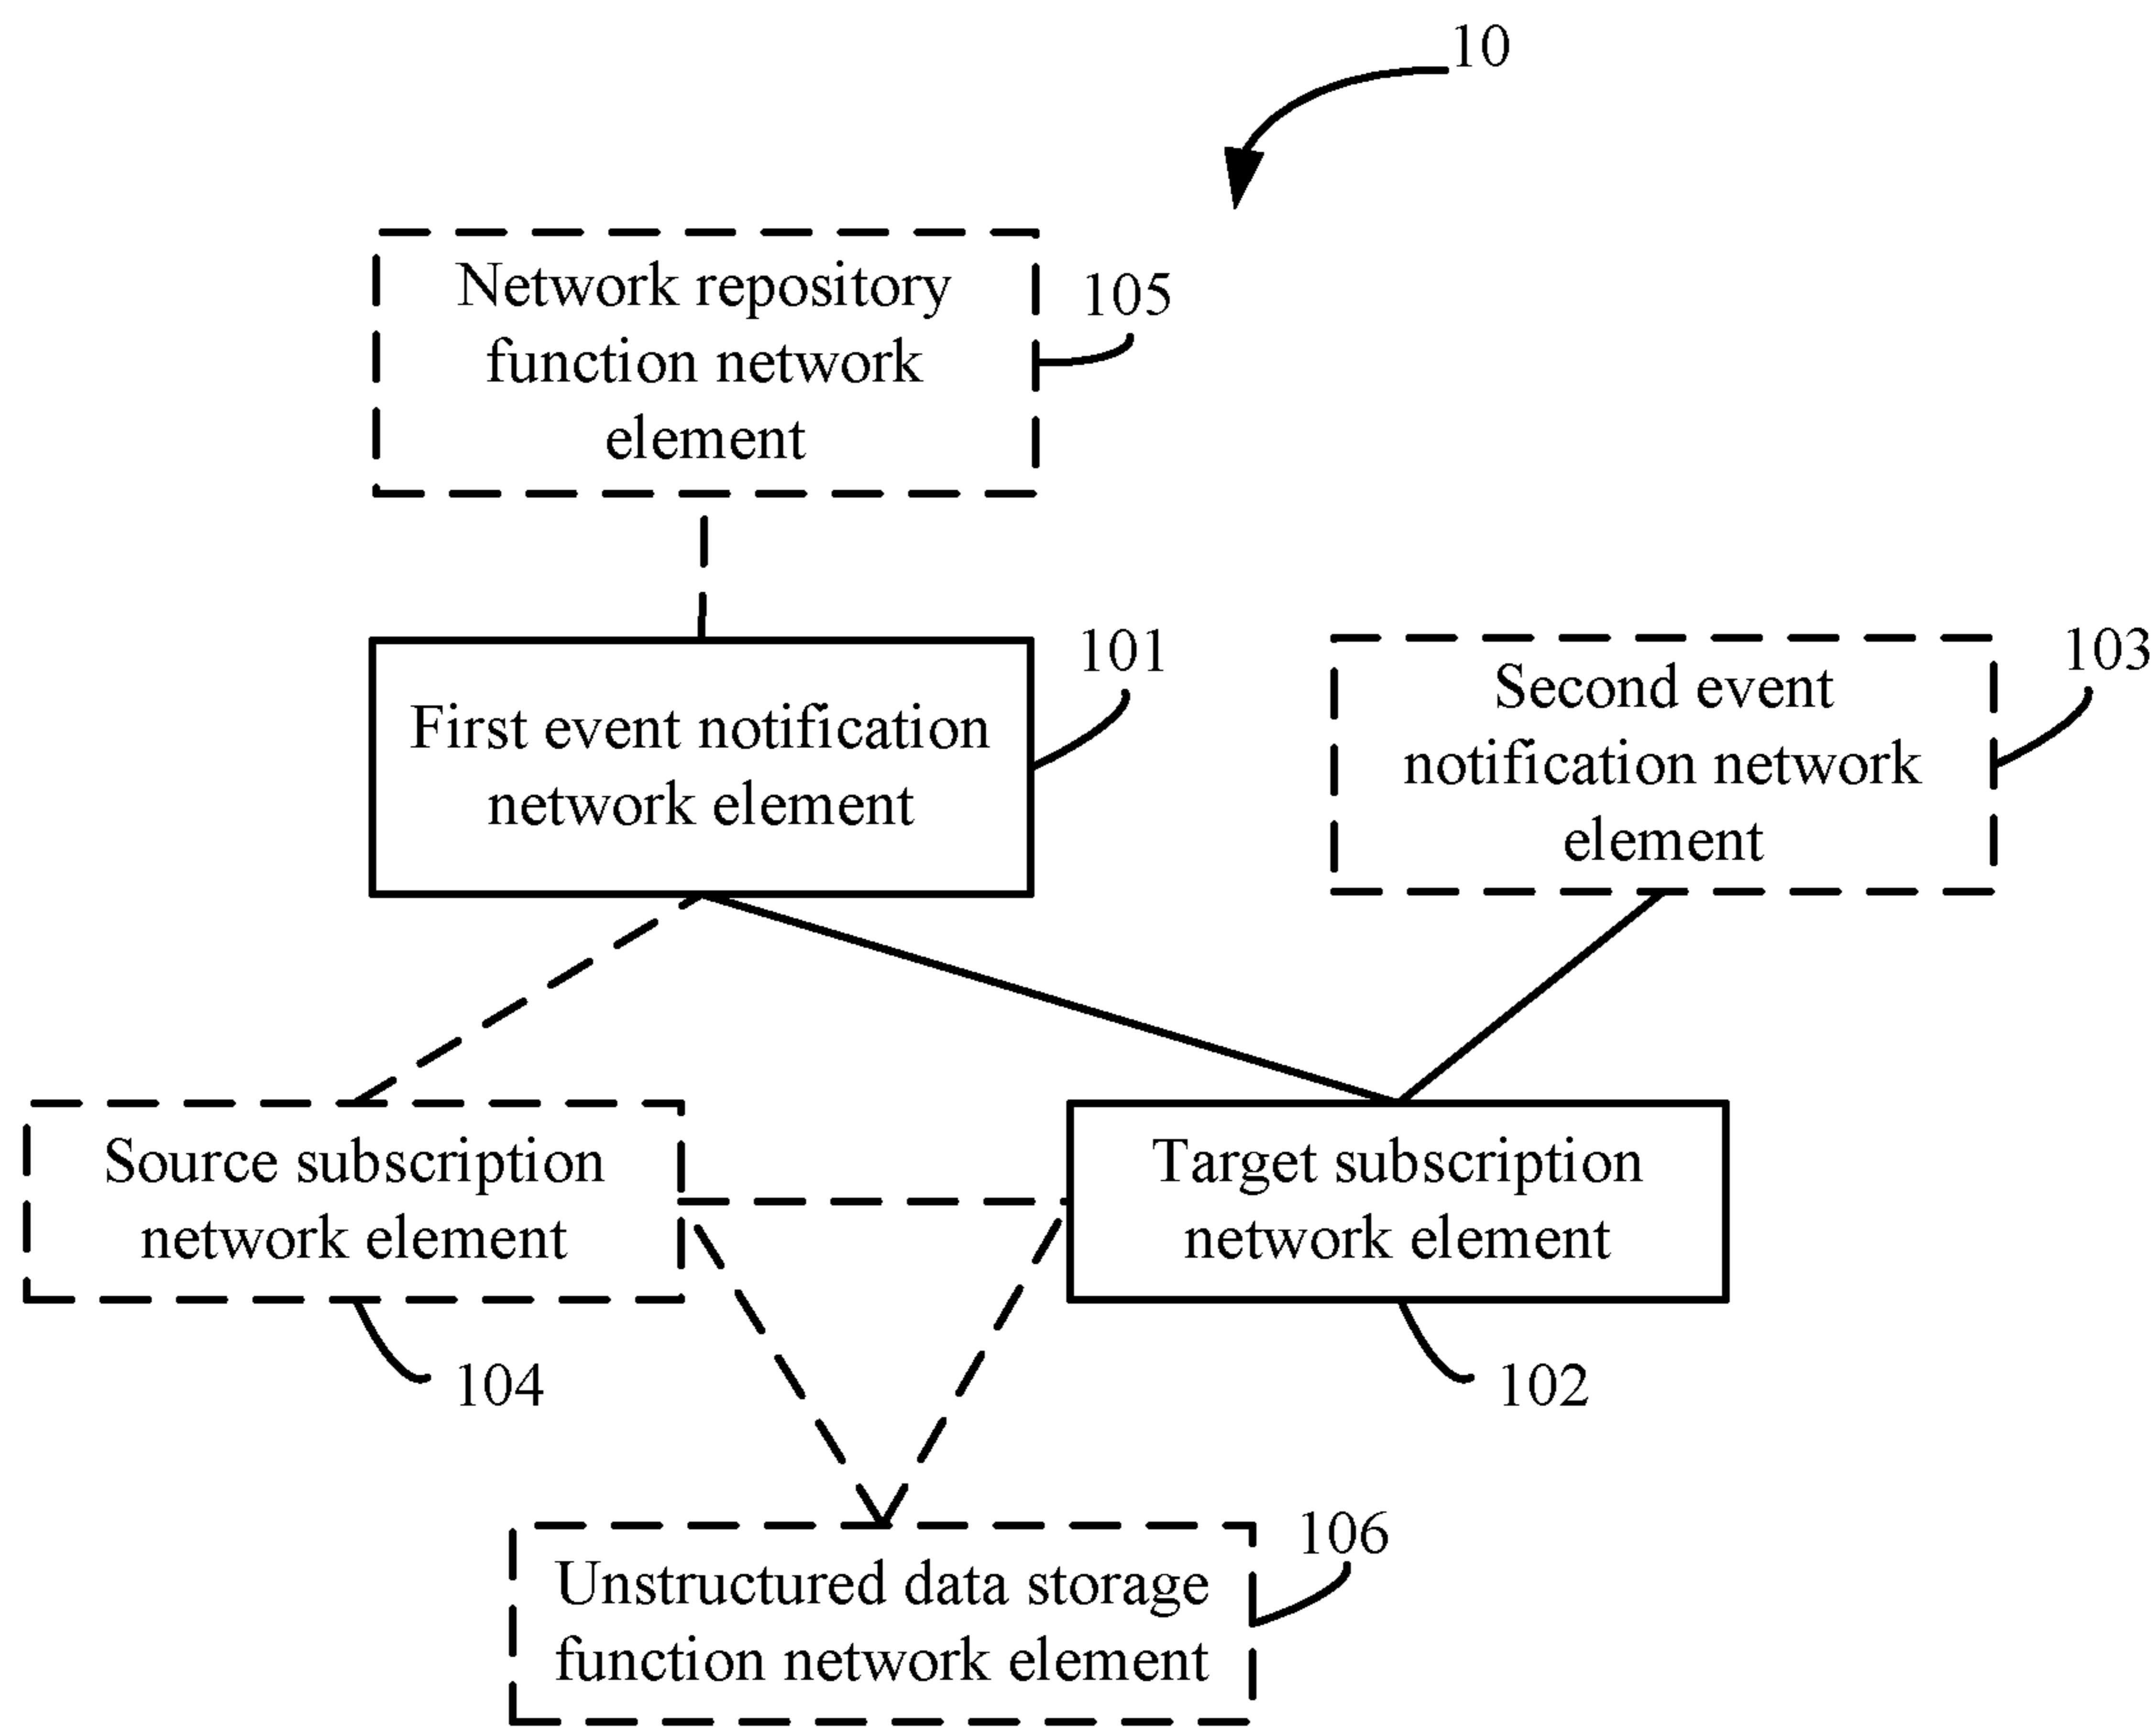 10
Network repository
function network
element
105
First event notification
network element
101
Second event
notification network
element
103
Source subscription
network element
104
Target subscription
network element
102
Unstructured data storage
function network element
106